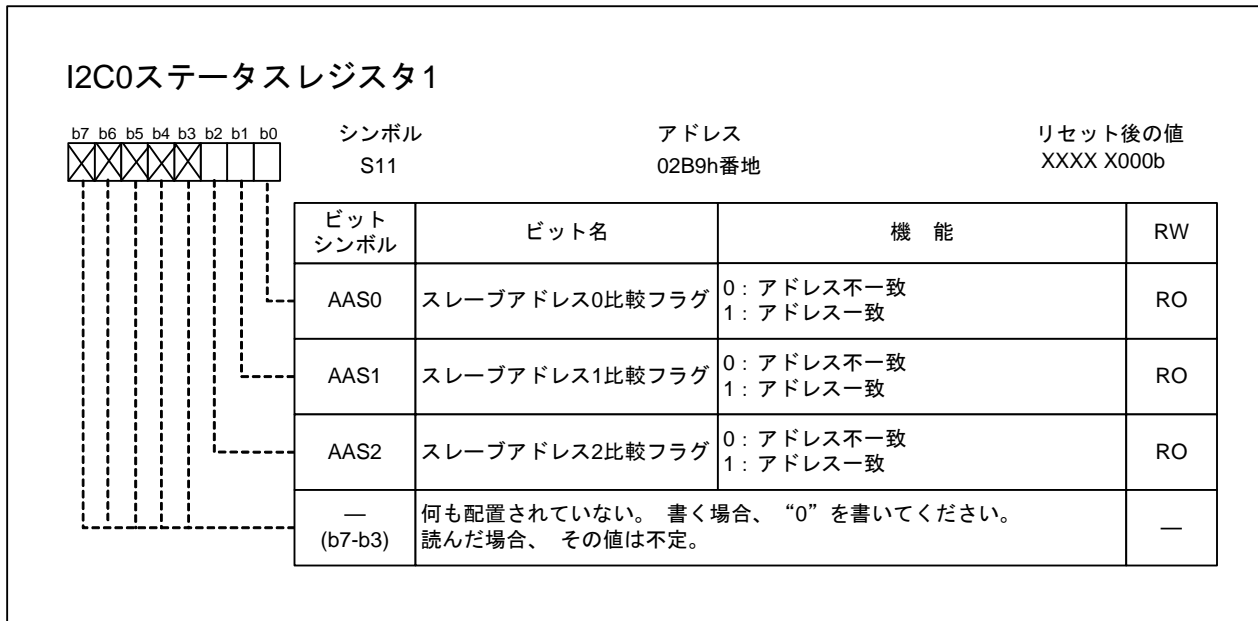 I2C0ステータスレジスタ1
b7 b6 b5 b4 b3 b2 b1 b0
シンボル アドレス リセット後の値
S11 02B9h番地 XXXX X000b
ビット
シンボル
ビット名 機 能 RW
AAS0 スレーブアドレス0比較フラグ 0：アドレス不一致
1：アドレス一致
RO
AAS1 スレーブアドレス1比較フラグ 0：アドレス不一致
1：アドレス一致
RO
AAS2 スレーブアドレス2比較フラグ 0：アドレス不一致
1：アドレス一致
RO
—
(b7-b3)
何も配置されていない。 書く場合、“0”を書いてください。
読んだ場合、 その値は不定。
—